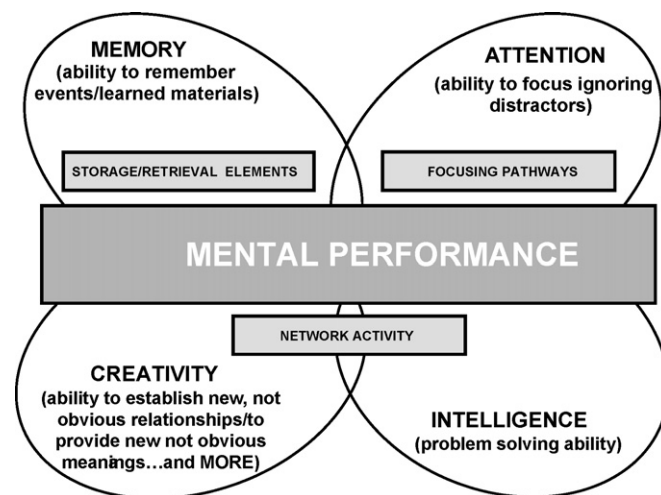 MEMORY
(ability to remember
events/learned materials)
ATTENTION
(ability to focus ignoring
distractors)
STORAGE/RETRIEVAL ELEMENTS
FOCUSING PATHWAYS
MENTAL PERFORMANCE
NETWORK ACTIVITY
CREATIVITY
(ability to establish new, not
obvious relationships/to
provide new not obvious
meanings...and MORE)
INTELLIGENCE
(problem solving ability)